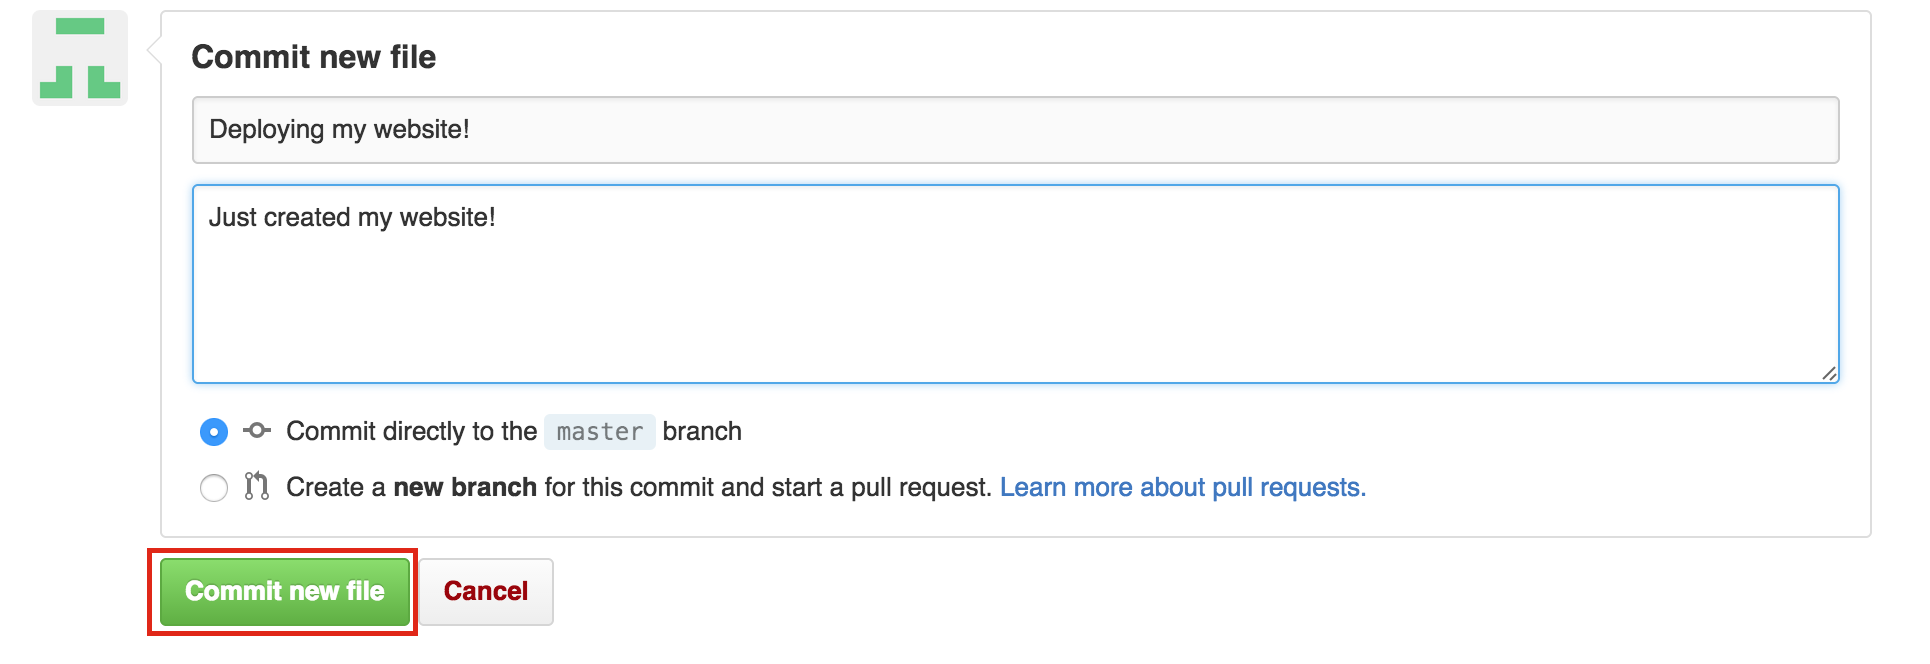 Commit new file
Deploying my website!
Just created my website!
Commit directly to the master branch
Create a new branch for this commit and start a pull request. Learn more about pull requests.
Commit new file Cancel